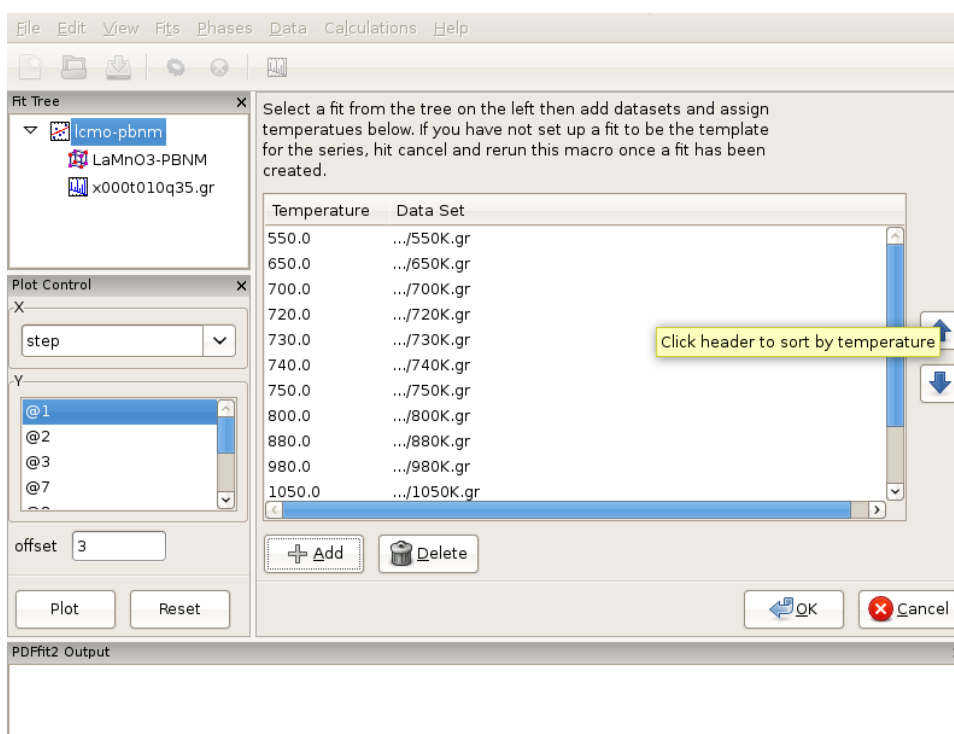 File Edit View Fits Phases Data Calculations Help
Fit Tree x
lcmo-pbnm
LaMnO3-PBNM
x000t010q35.gr
Select a fit from the tree on the left then add datasets and assign
temperatues below. If you have not set up a fit to be the template
for the series, hit cancel and rerun this macro once a fit has been
created.
Temperature Data Set
550.0 .../550K.gr
650.0 .../650K.gr
700.0 .../700K.gr
720.0 .../720K.gr
730.0 .../730K.gr
740.0 .../740K.gr
750.0 .../750K.gr
800.0 .../800K.gr
880.0 .../880K.gr
980.0 .../980K.gr
1050.0 .../1050K.gr
Click header to sort by temperature
Plot Control x
X
step
Y
@1
@2
@3
@7
offset 3
Plot Reset
Add Delete
OK Cancel
PDFfit2 Output